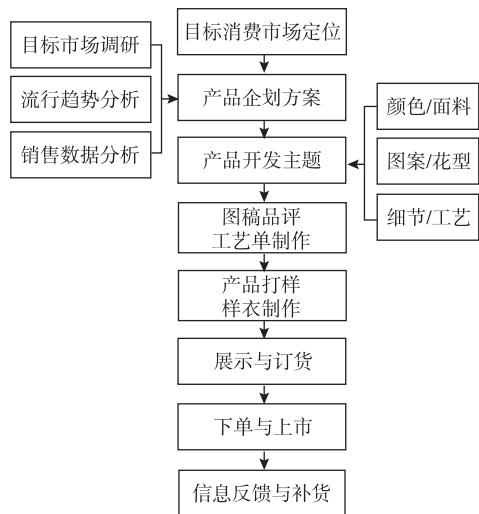 目标消费市场定位
目标市场调研
流行趋势分析
销售数据分析
产品企划方案
产品开发主题
颜色/面料
图案/花型
细节/工艺
图稿品评
工艺单制作
产品打样
样衣制作
展示与订货
下单与上市
信息反馈与补货